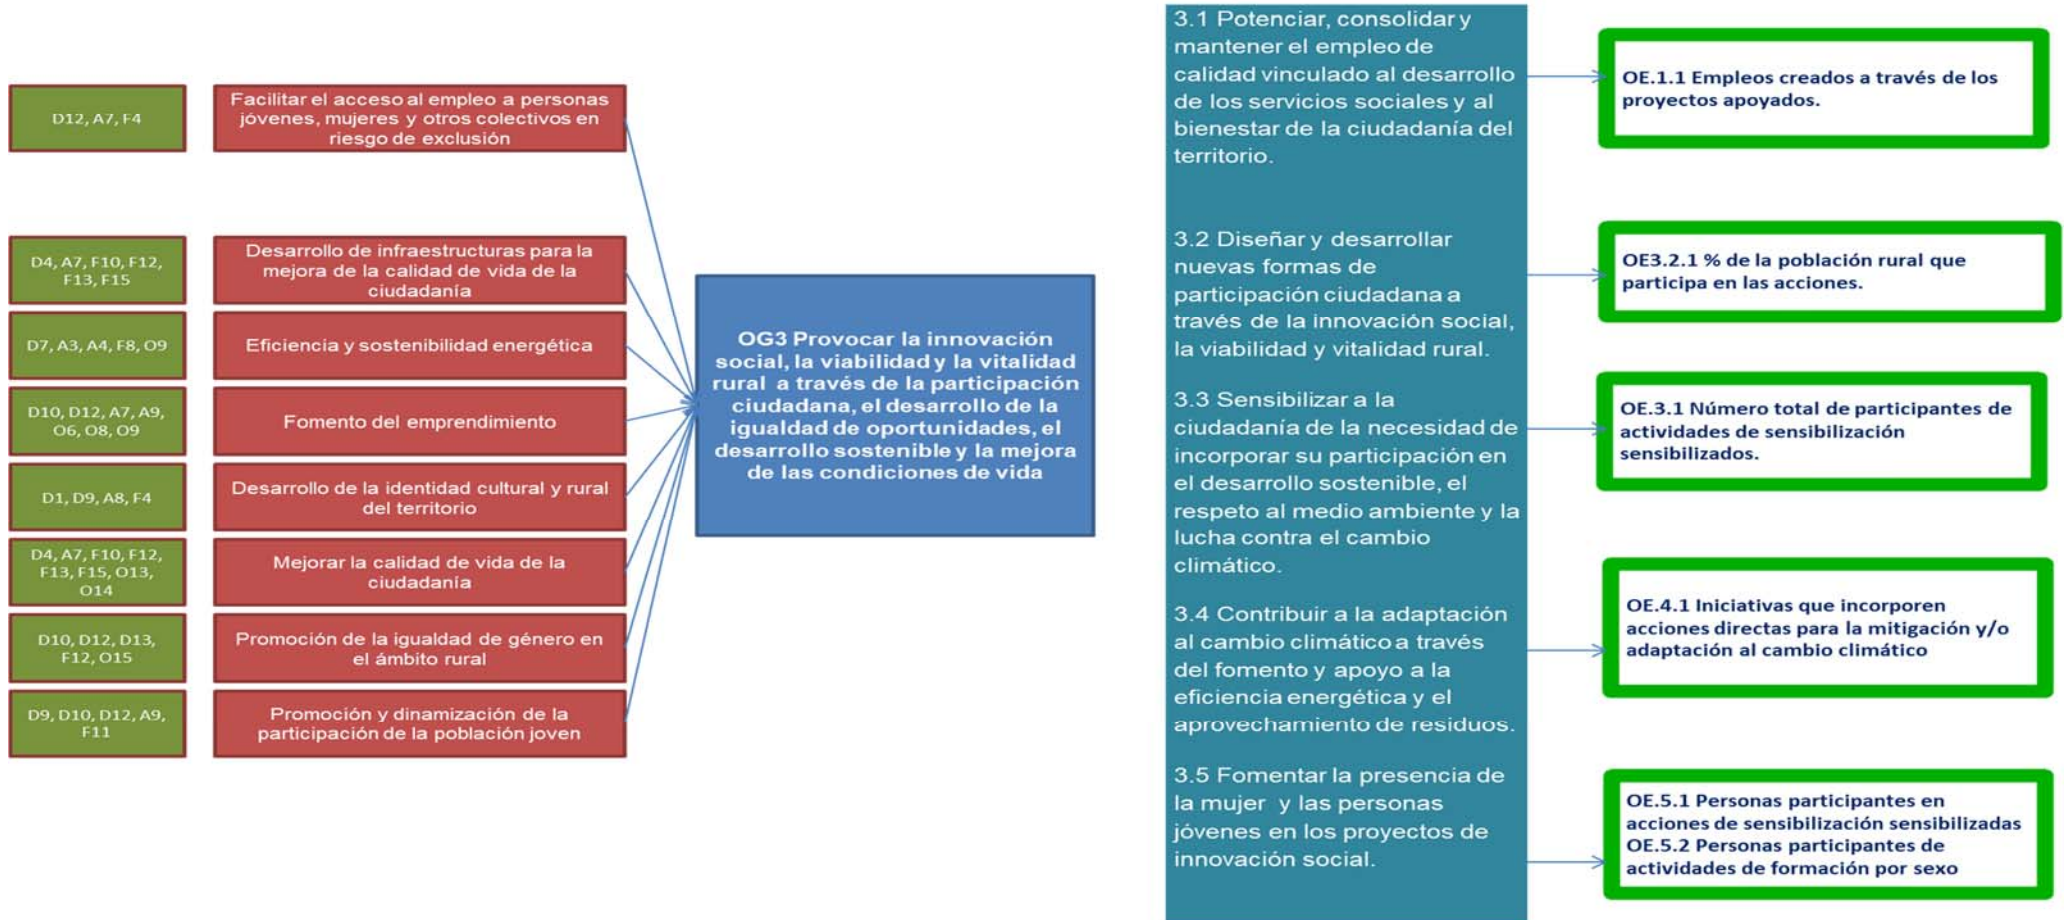 D12, A7, F4
Facilitar el acceso al empleo a personas
jóvenes, mujeres y otros colectivos en
riesgo de exclusión
D4, A7, F10, F12,
F13, F15
Desarrollo de infraestructuras para la
mejora de la calidad de vida de la
ciudadanía
D7, A3, A4, F8, O9
Eficiencia y sostenibilidad energética
D10, D12, A7, A9,
O6, O8, O9
Fomento del emprendimiento
D1, D9, A8, F4
Desarrollo de la identidad cultural y rural
del territorio
D4, A7, F10, F12,
F13, F15, O13,
O14
Mejorar la calidad de vida de la
ciudadanía
D10, D12, D13,
F12, O15
Promoción de la igualdad de género en
el ámbito rural
D9, D10, D12, A9,
F11
Promoción y dinamización de la
participación de la población joven
OG3 Provocar la innovación
social, la viabilidad y la vitalidad
rural a través de la participación
ciudadana, el desarrollo de la
igualdad de oportunidades, el
desarrollo sostenible y la mejora
de las condiciones de vida
3.1 Potenciar, consolidar y
mantener el empleo de
calidad vinculado al desarrollo
de los servicios sociales y al
bienestar de la ciudadanía del
territorio.
3.2 Diseñar y desarrollar
nuevas formas de
participación ciudadana a
través de la innovación social,
la viabilidad y vitalidad rural.
3.3 Sensibilizar a la
ciudadanía de la necesidad de
incorporar su participación en
el desarrollo sostenible, el
respeto al medio ambiente y la
lucha contra el cambio
climático.
3.4 Contribuir a la adaptación
al cambio climático a través
del fomento y apoyo a la
eficiencia energética y el
aprovechamiento de residuos.
3.5 Fomentar la presencia de
la mujer y las personas
jóvenes en los proyectos de
innovación social.
OE.1.1 Empleos creados a través de los
proyectos apoyados.
OE3.2.1 % de la población rural que
participa en las acciones.
OE.3.1 Número total de participantes de
actividades de sensibilización
sensibilizados.
OE.4.1 Iniciativas que incorporen
acciones directas para la mitigación y/o
adaptación al cambio climático
OE.5.1 Personas participantes en
acciones de sensibilización sensibilizadas
OE.5.2 Personas participantes de
actividades de formación por sexo